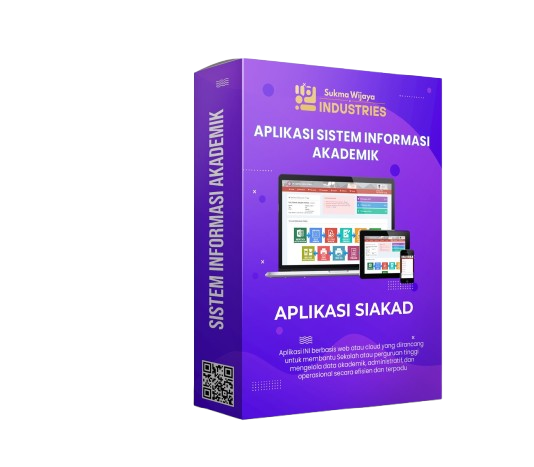 SISTEM INFORMASI AKADEMIK
Sukma Wijaya
INDUSTRIES
APLIKASI SISTEM INFORMASI
AKADEMIK
APLIKASI SIAKAD
Aplikasi INI berbasis web atau cloud yang dirancang
untuk membantu Sekolah atau perguruan tinggi
mengelola data akademik, administratif, dan
operasional secara efisien dan terpadu